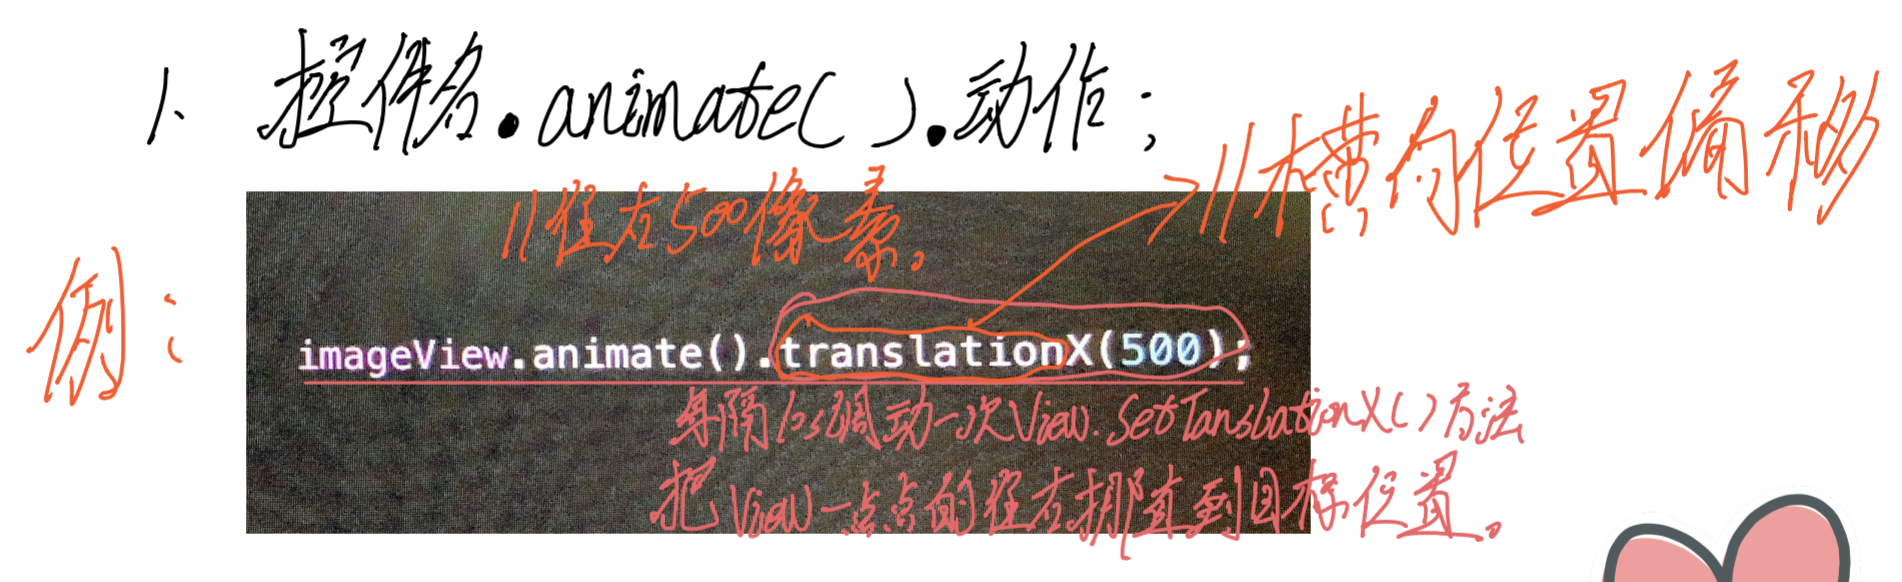 1、控件名.animate( ).动作;
//横向位置偏移
//往右500像素。
例:
imageView.animate().translationX(500);
每隔1s调动一次View.SetTanslationX()方法
把View一点点的往右挪直到目标位置。